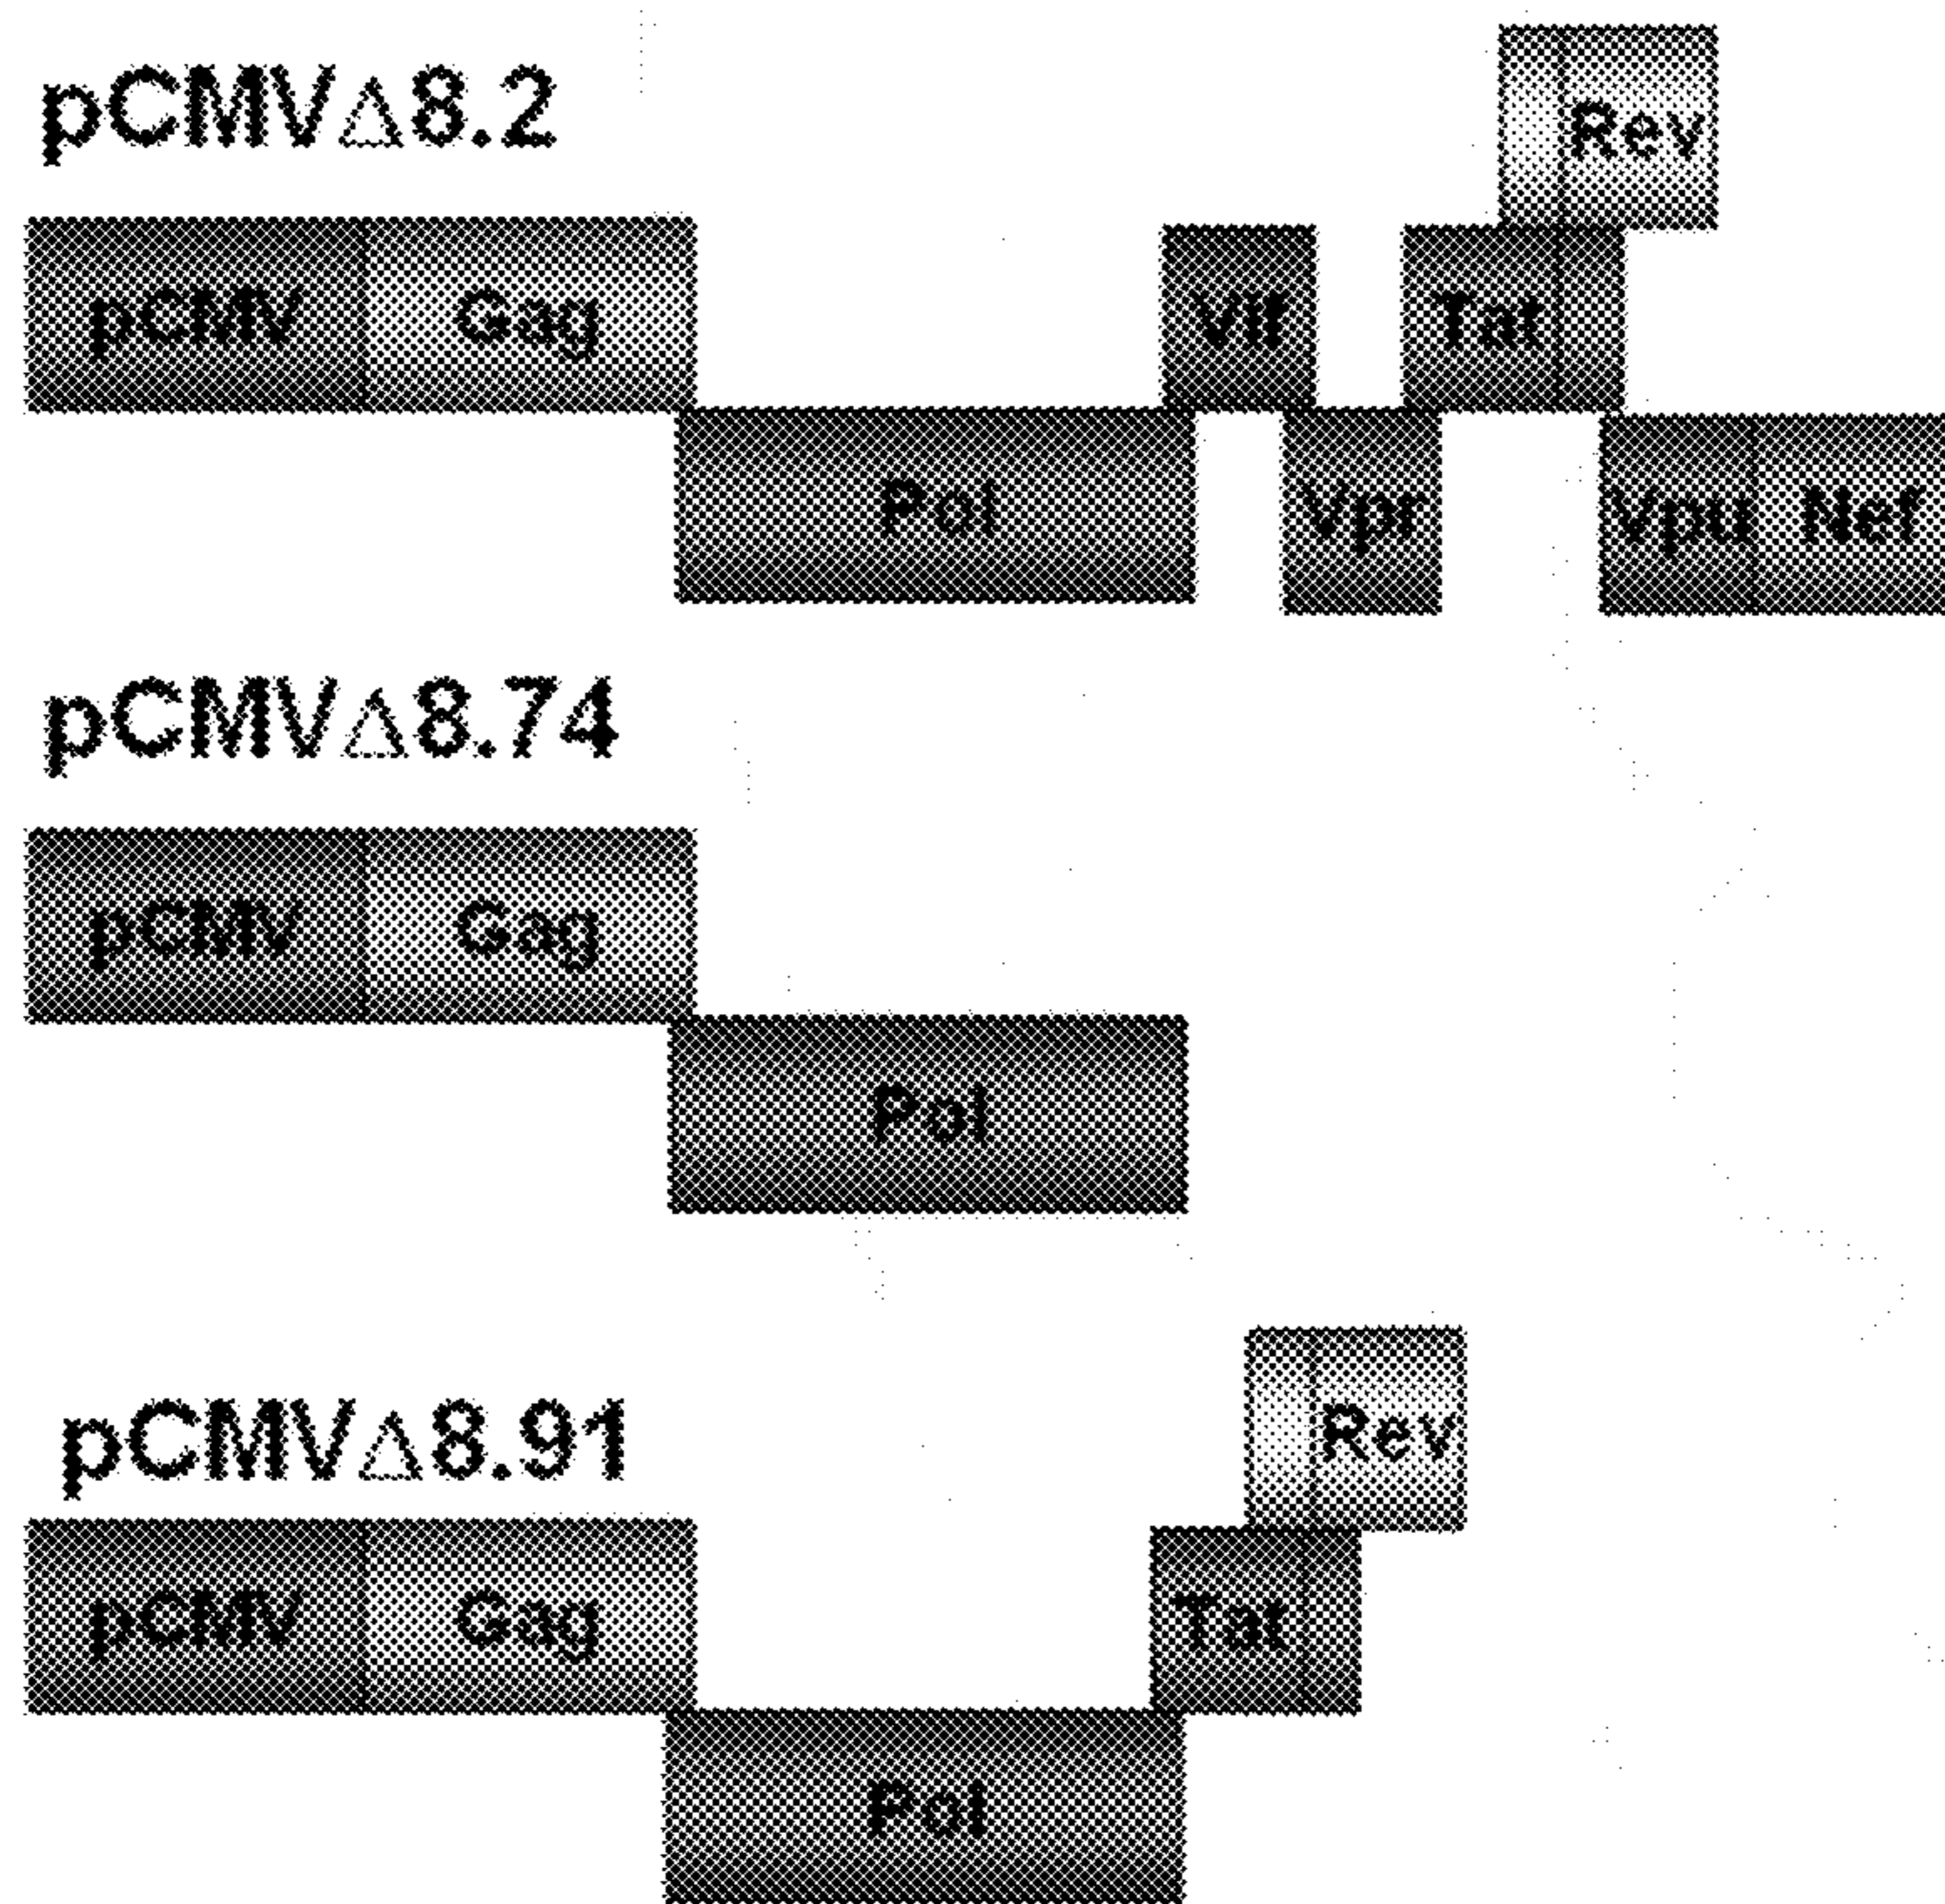 pCMVΔ8.2
Rev
pCMV Gag Vif Tat
Pol Vpr Vpu Nef
pCMVΔ8.74
pCMV Gag
Pol
pCMVΔ8.91
Rev
pCMV Gag Tat
Pol